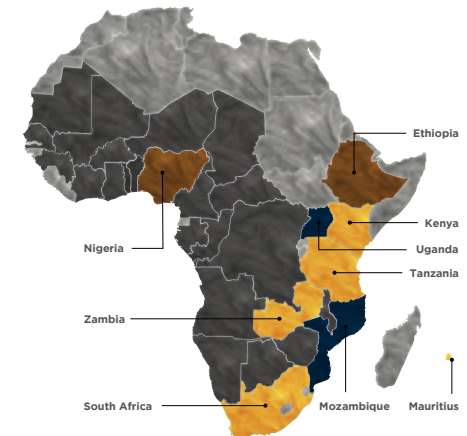 Ethiopia
Kenya
Nigeria
Uganda
Tanzania
Zambia
South Africa
Mozambique
Mauritius